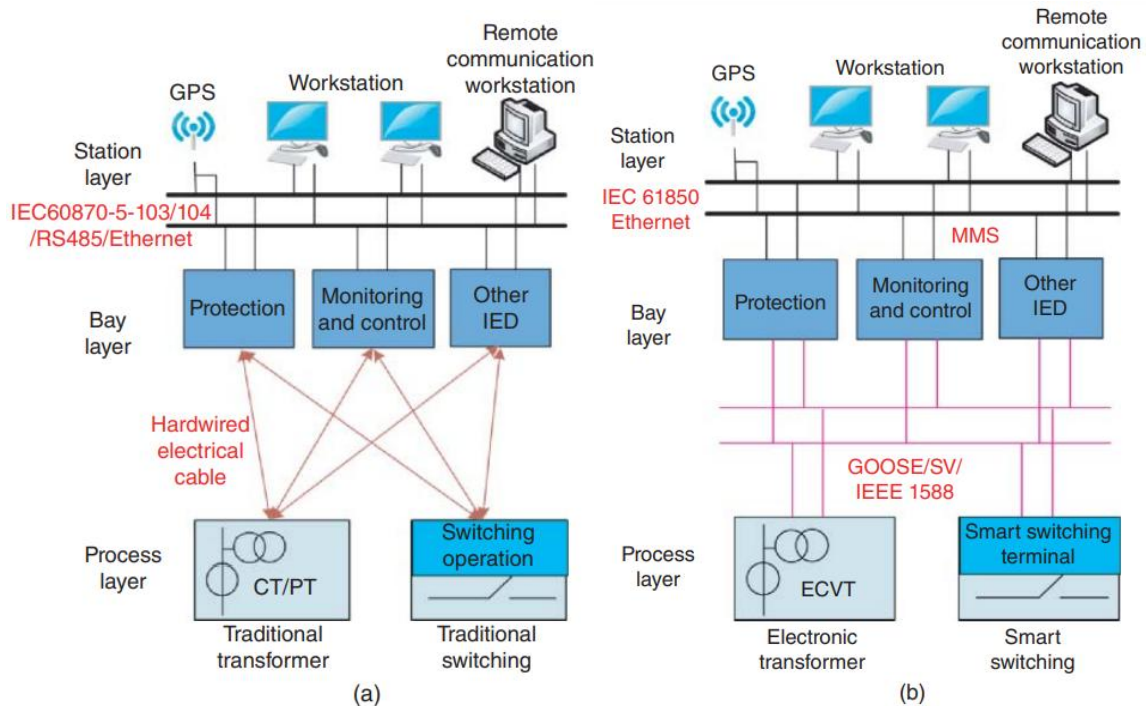 Remote
communication
workstation
Workstation
GPS
Station
layer
IEC60870-5-103/104
/RS485/Ethernet
Protection
Monitoring
and control
Other
IED
Bay
layer
Hardwired
electrical
cable
Process
layer
CT/PT
Switching
operation
Traditional
transformer
Traditional
switching
(a)
Remote
communication
workstation
Workstation
GPS
Station
layer
IEC 61850
Ethernet
MMS
Protection
Monitoring
and control
Other
IED
Bay
layer
GOOSE/SV/
IEEE 1588
Process
layer
ECVT
Smart switching
terminal
Electronic
transformer
Smart
switching
(b)